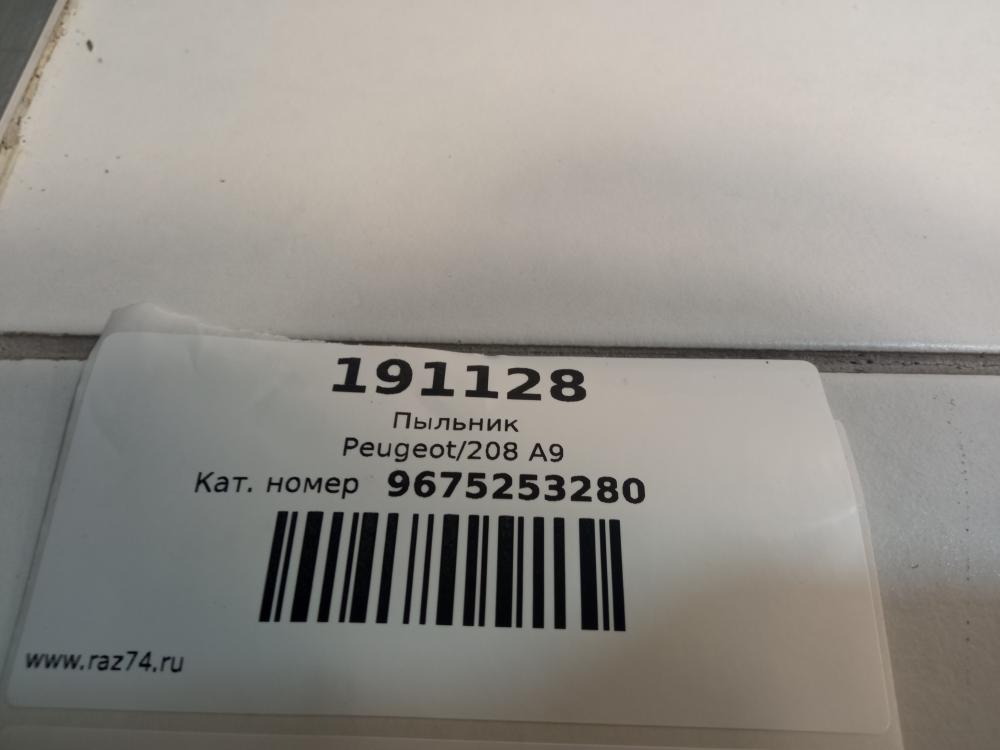 191128
Пыльник
Peugeot/208 A9
Кат. номер 9675253280
www.raz74.ru